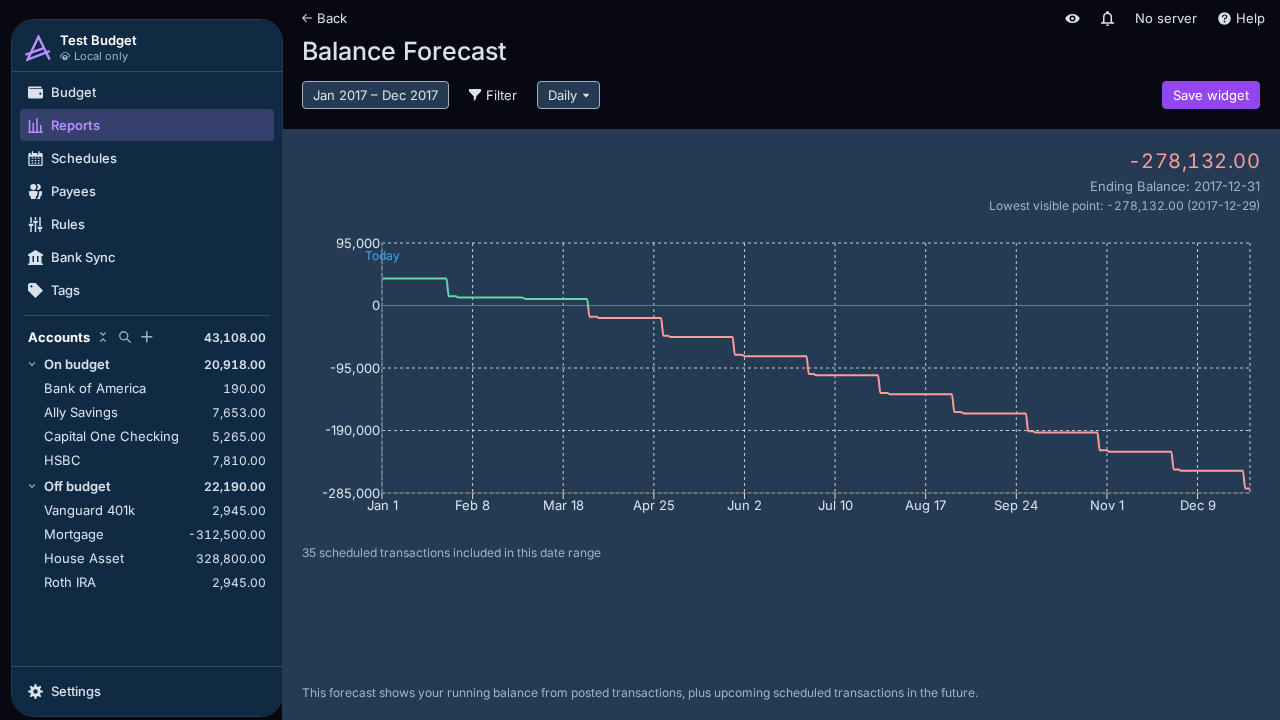 Test Budget
Local only
Budget
Reports
Schedules
Payees
Rules
Bank Sync
Tags
Accounts 43,108.00
On budget 20,918.00
Bank of America 190.00
Ally Savings 7,653.00
Capital One Checking 5,265.00
HSBC 7,810.00
Off budget 22,190.00
Vanguard 401k 2,945.00
Mortgage -312,500.00
House Asset 328,800.00
Roth IRA 2,945.00
Settings
Back
No server
Help
Balance Forecast
Jan 2017 – Dec 2017
Filter
Daily
Save widget
-278,132.00
Ending Balance: 2017-12-31
Lowest visible point: -278,132.00 (2017-12-29)
95,000
Today
0
-95,000
-190,000
-285,000
Jan 1 Feb 8 Mar 18 Apr 25 Jun 2 Jul 10 Aug 17 Sep 24 Nov 1 Dec 9
35 scheduled transactions included in this date range
This forecast shows your running balance from posted transactions, plus upcoming scheduled transactions in the future.